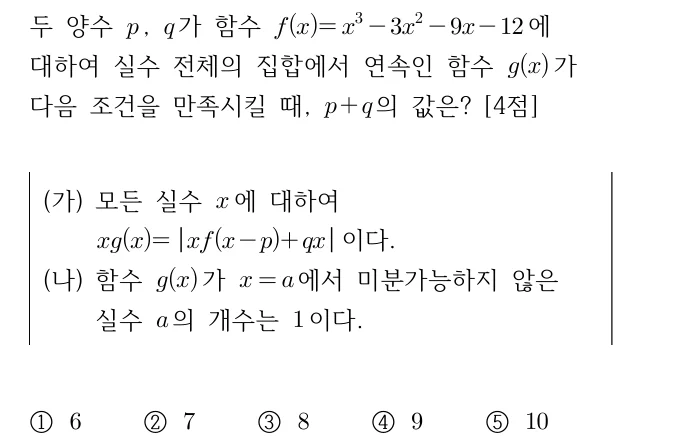 두 양수 p, q가 함수 f(x)=x³−3x²−9x−12에
대하여 실수 전체의 집합에서 연속인 함수 g(x)가
다음 조건을 만족시킬 때, p+q의 값은? [4점]
(가) 모든 실수 x에 대하여
xg(x)=|xf(x−p)+qx|이다.
(나) 함수 g(x)가 x=a에서 미분가능하지 않은
실수 a의 개수는 1이다.
① 6 ② 7 ③ 8 ④ 9 ⑤ 10